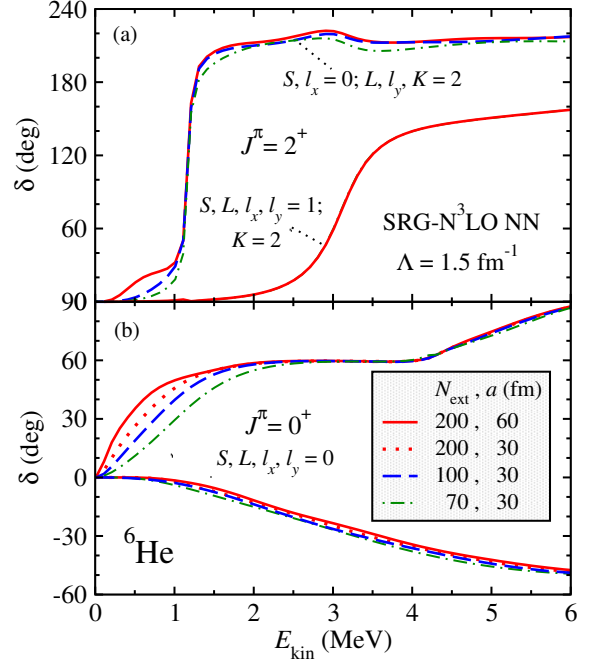 240
(a)
180
S, l_x = 0; L, l_y, K = 2
δ (deg)
J^π = 2^+
120
S, L, l_x, l_y = 1;
K = 2
SRG-N^3LO NN
60
Λ = 1.5 fm^-1
90
(b)
60
N_ext , a (fm)
J^π = 0^+
200 , 60
δ (deg)
30
200 , 30
S, L, l_x, l_y = 0
100 , 30
0
70 , 30
-30
^6He
-60
0 1 2 3 4 5 6
E_kin (MeV)